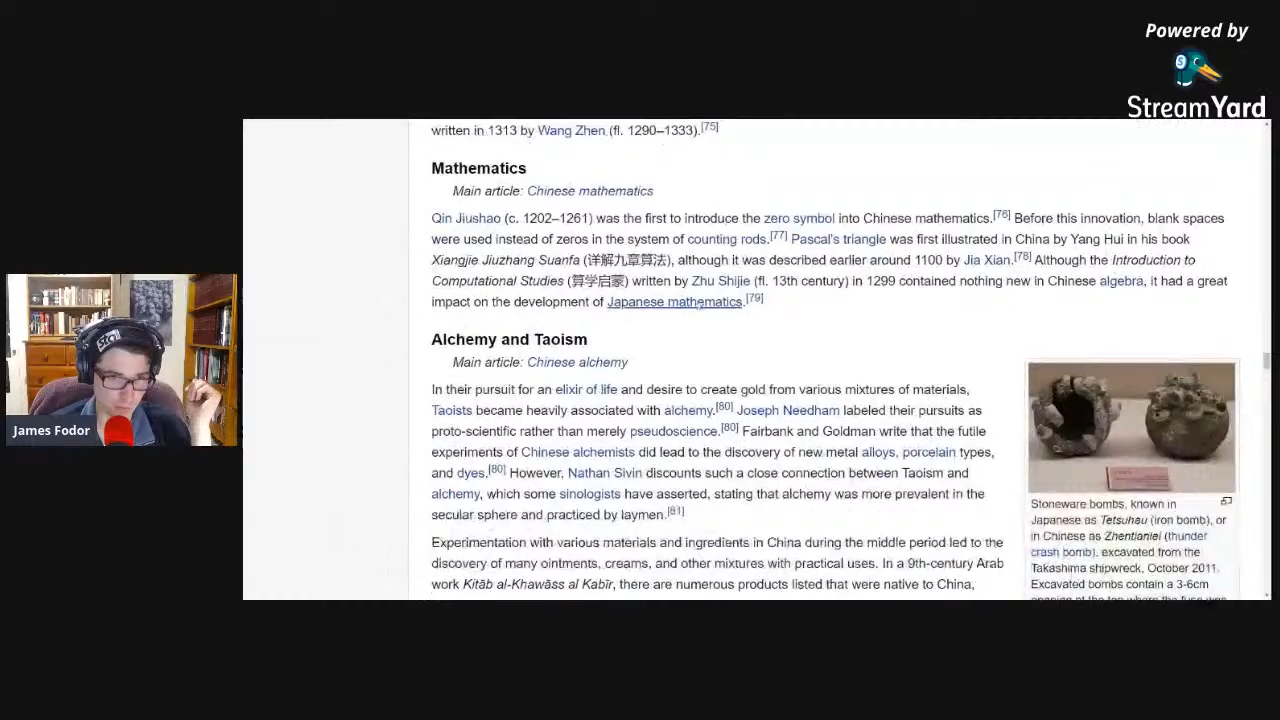 Powered by
StreamYard
written in 1313 by Wang Zhen (fl. 1290–1333).[75]
Mathematics
Main article: Chinese mathematics
Qin Jiushao (c. 1202–1261) was the first to introduce the zero symbol into Chinese mathematics.[76] Before this innovation, blank spaces
were used instead of zeros in the system of counting rods.[77] Pascal's triangle was first illustrated in China by Yang Hui in his book
Xiangjie Jiuzhang Suanfa (详解九章算法), although it was described earlier around 1100 by Jia Xian.[78] Although the Introduction to
Computational Studies (算学启蒙) written by Zhu Shijie (fl. 13th century) in 1299 contained nothing new in Chinese algebra, it had a great
impact on the development of Japanese mathematics.[79]
Alchemy and Taoism
Main article: Chinese alchemy
In their pursuit for an elixir of life and desire to create gold from various mixtures of materials,
Taoists became heavily associated with alchemy.[80] Joseph Needham labeled their pursuits as
proto-scientific rather than merely pseudoscience.[80] Fairbank and Goldman write that the futile
experiments of Chinese alchemists did lead to the discovery of new metal alloys, porcelain types,
and dyes.[80] However, Nathan Sivin discounts such a close connection between Taoism and
alchemy, which some sinologists have asserted, stating that alchemy was more prevalent in the
secular sphere and practiced by laymen.[81]
Experimentation with various materials and ingredients in China during the middle period led to the
discovery of many ointments, creams, and other mixtures with practical uses. In a 9th-century Arab
work Kitāb al-Khawāss al Kabīr, there are numerous products listed that were native to China,
Stoneware bombs, known in
Japanese as Tetsuhau (iron bomb), or
in Chinese as Zhentianlei (thunder
crash bomb), excavated from the
Takashima shipwreck, October 2011.
Excavated bombs contain a 3-6cm
opening at the top where the fuse was
James Fodor